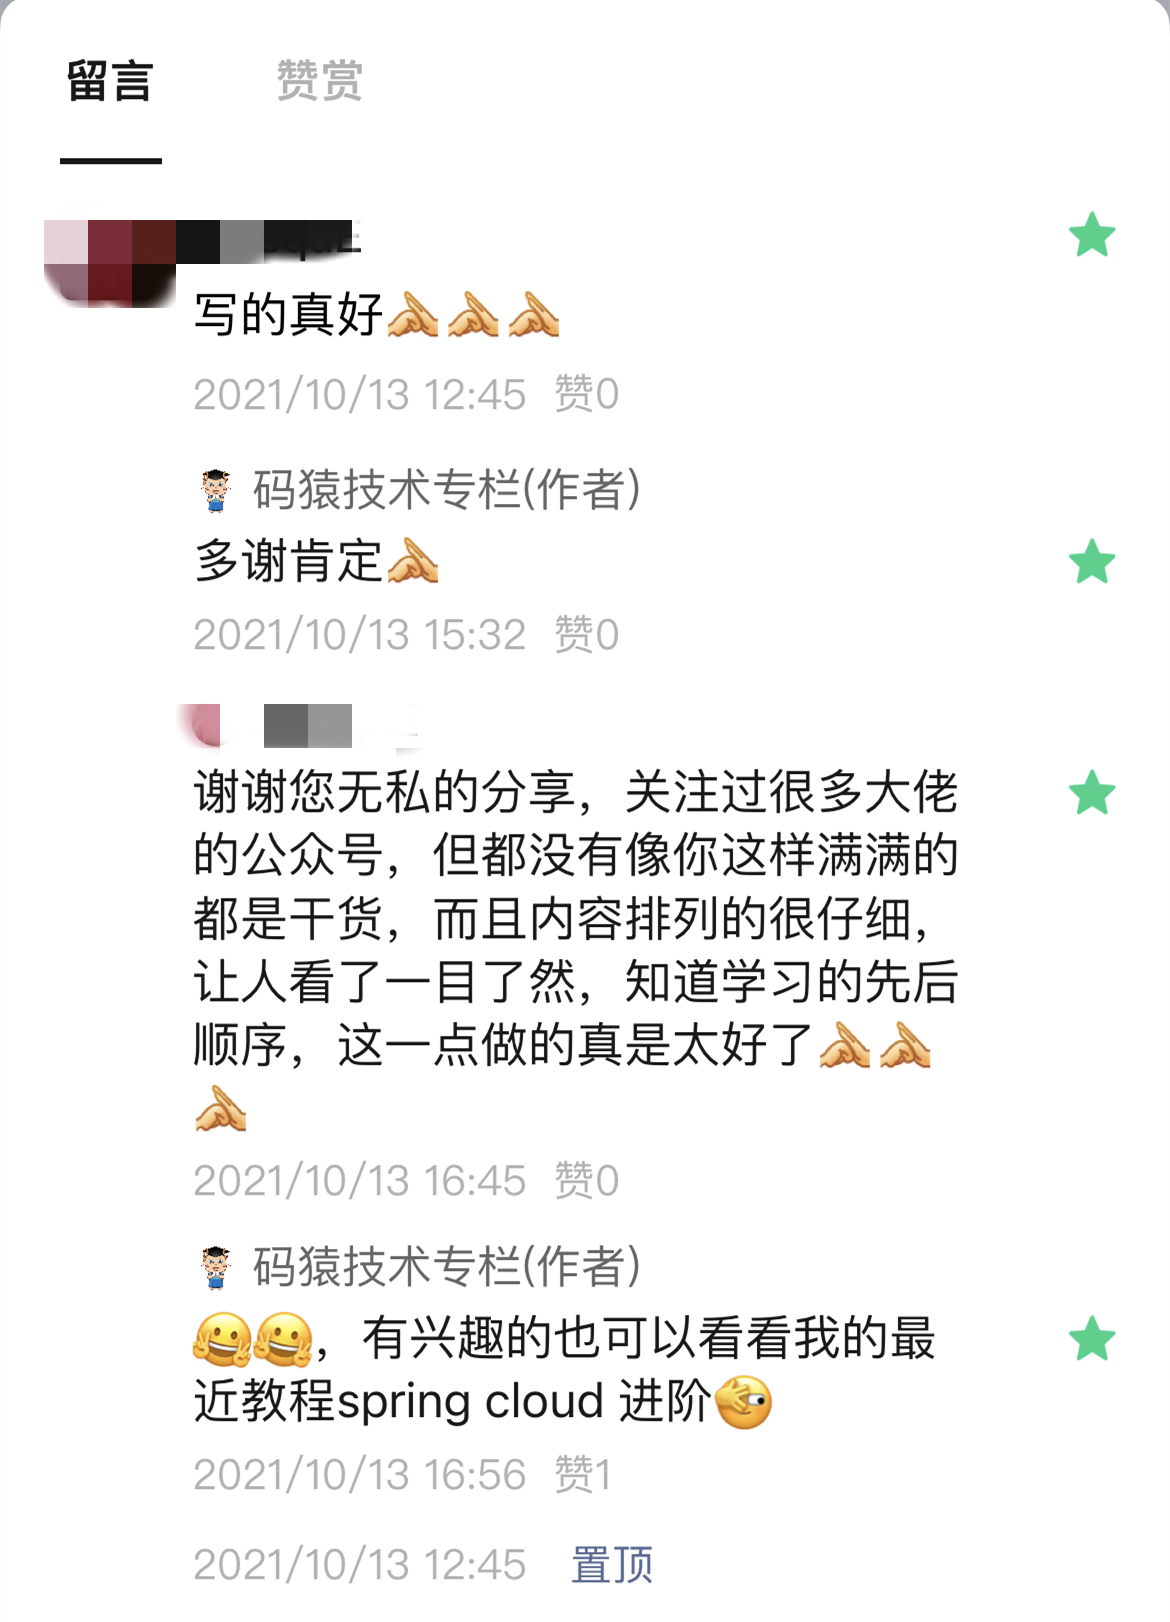 留言 赞赏
写的真好
2021/10/13 12:45 赞0
码猿技术专栏(作者)
多谢肯定
2021/10/13 15:32 赞0
谢谢您无私的分享，关注过很多大佬
的公众号，但都没有像你这样满满的
都是干货，而且内容排列的很仔细，
让人看了一目了然，知道学习的先后
顺序，这一点做的真是太好了
2021/10/13 16:45 赞0
码猿技术专栏(作者)
，有兴趣的也可以看看我的最
近教程spring cloud 进阶
2021/10/13 16:56 赞1
2021/10/13 12:45 置顶